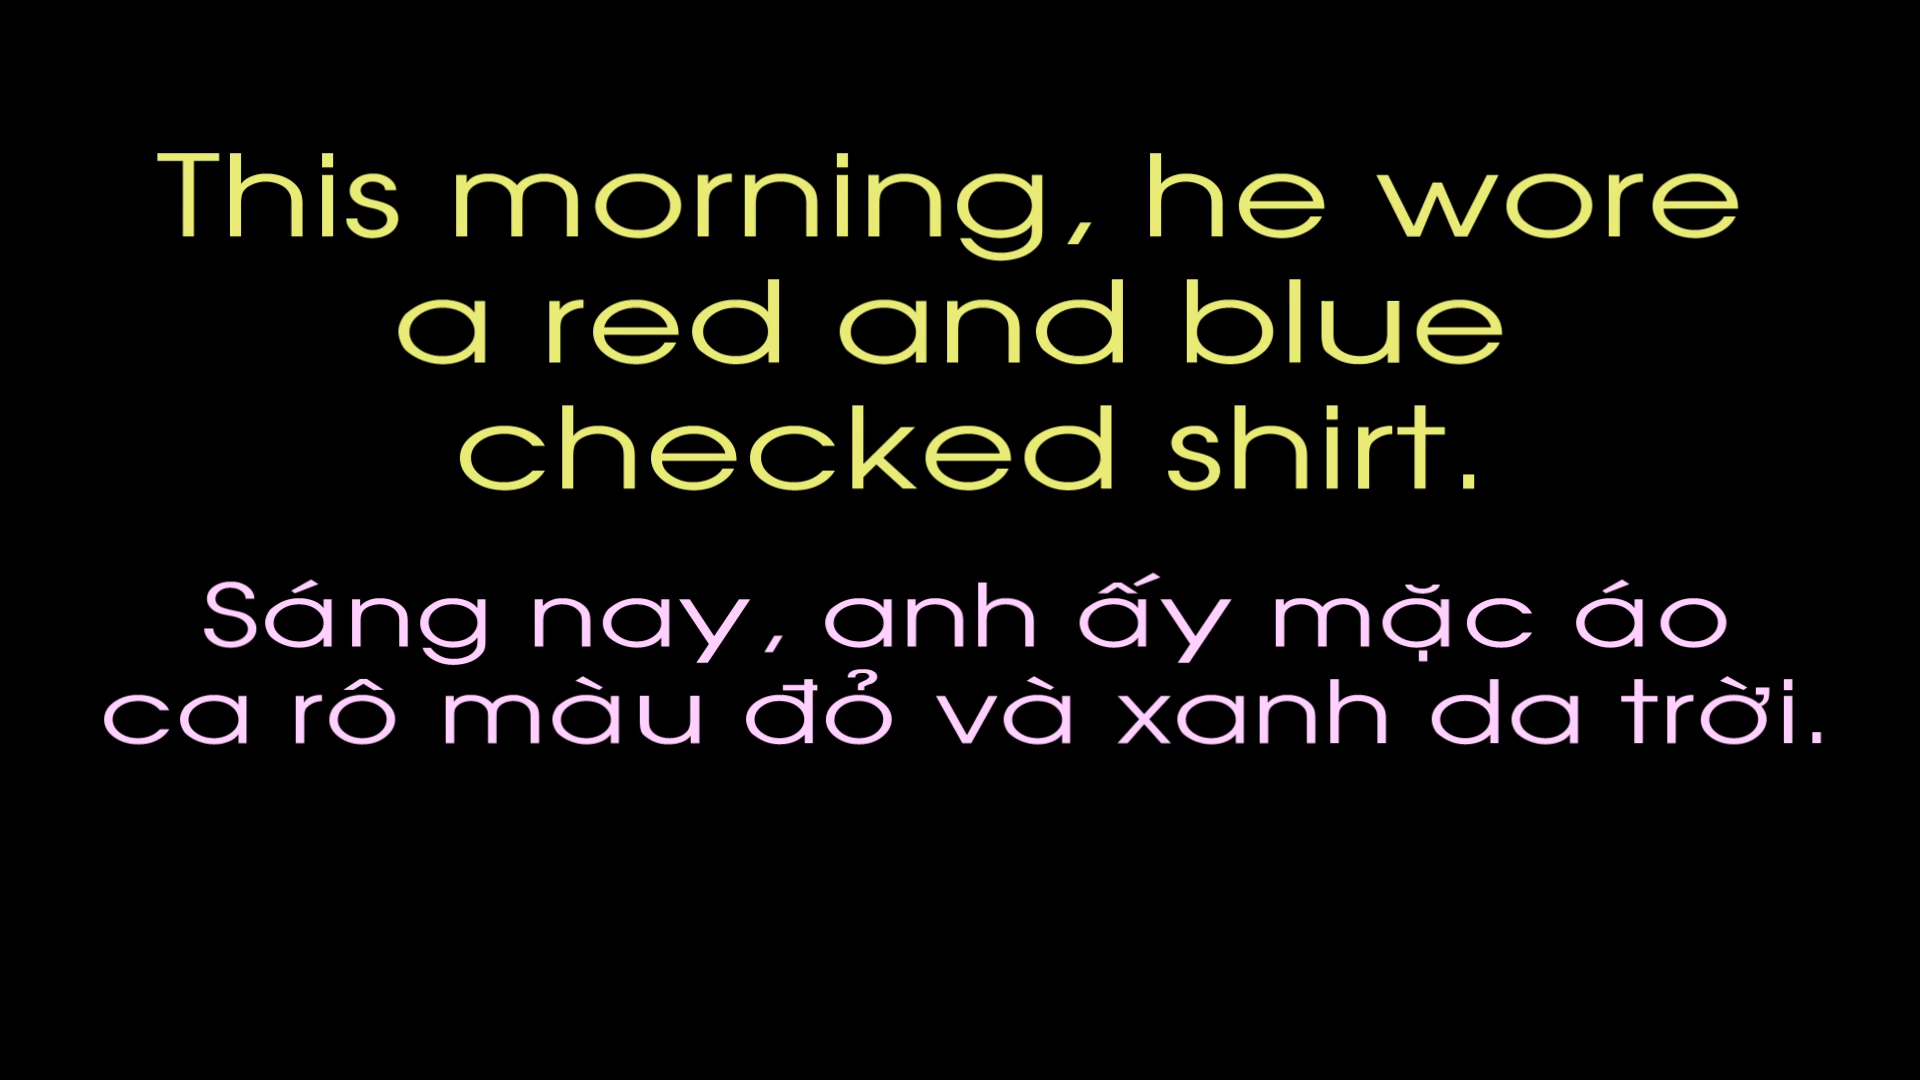 This morning, he wore
a red and blue
checked shirt.
Sáng nay, anh ấy mặc áo
ca rô màu đỏ và xanh da trời.